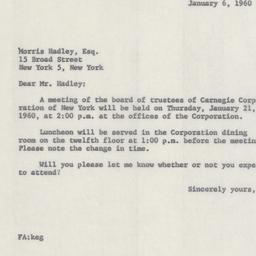 January 6, 1960
Morris Hadley, Esq.
15 Broad Street
New York 5, New York
Dear Mr. Hadley:
A meeting of the board of trustees of Carnegie Corp
ration of New York will be held on Thursday, January 21,
1960, at 2:00 p.m. at the offices of the Corporation.
Luncheon will be served in the Corporation dining
room on the twelfth floor at 1:00 p.m. before the meetin
Please note the change in time.
Will you please let me know whether or not you expe
to attend?
Sincerely yours,
FA:keg